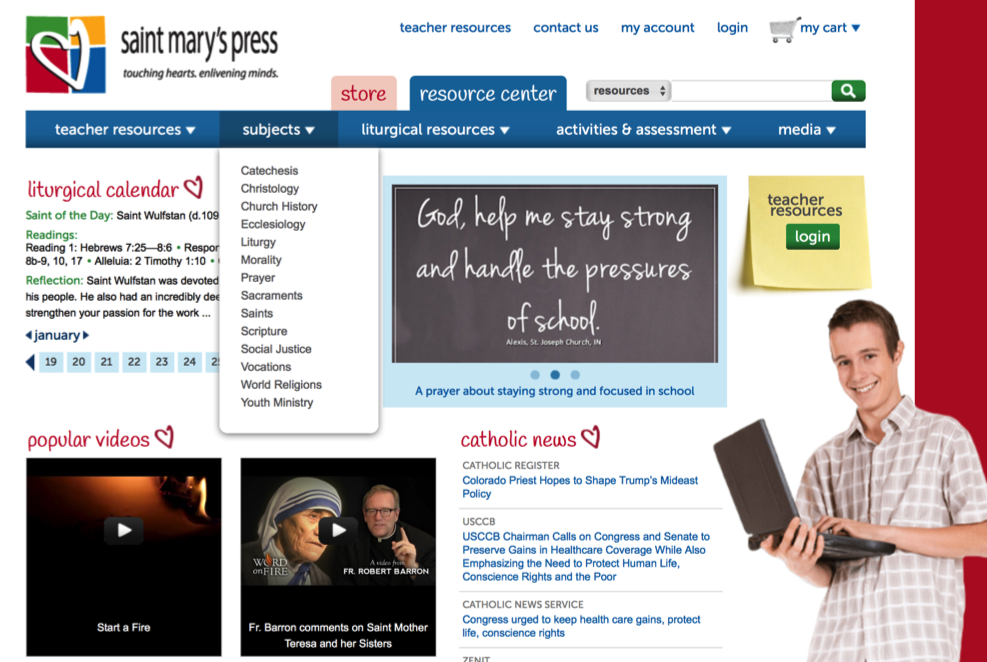 saint mary's press
touching hearts. enlivening minds.
teacher resources
contact us
my account
login
my cart
store
resource center
resources
teacher resources
subjects
liturgical resources
activities & assessment
media
Catechesis
Christology
Church History
Ecclesiology
Liturgy
Morality
Prayer
Sacraments
Saints
Scripture
Social Justice
Vocations
World Religions
Youth Ministry
liturgical calendar
Saint of the Day: Saint Wulfstan (d.109
Readings:
Reading 1: Hebrews 7:25—8:6 • Respor
8b-9, 10, 17 • Alleluia: 2 Timothy 1:10 •
Reflection: Saint Wulfstan was devoted
his people. He also had an incredibly dee
strengthen your passion for the work ...
january
19 20 21 22 23 24
God, help me stay strong
and handle the pressures
of school.
Alexis, St. Joseph Church, IN
A prayer about staying strong and focused in school
teacher
resources
login
popular videos
Start a Fire
WORD
on FIRE
A video from
FR. ROBERT BARRON
Fr. Barron comments on Saint Mother
Teresa and her Sisters
catholic news
CATHOLIC REGISTER
Colorado Priest Hopes to Shape Trump's Mideast
Policy
USCCB
USCCB Chairman Calls on Congress and Senate to
Preserve Gains in Healthcare Coverage While Also
Emphasizing the Need to Protect Human Life,
Conscience Rights and the Poor
CATHOLIC NEWS SERVICE
Congress urged to keep health care gains, protect
life, conscience rights
ZENIT